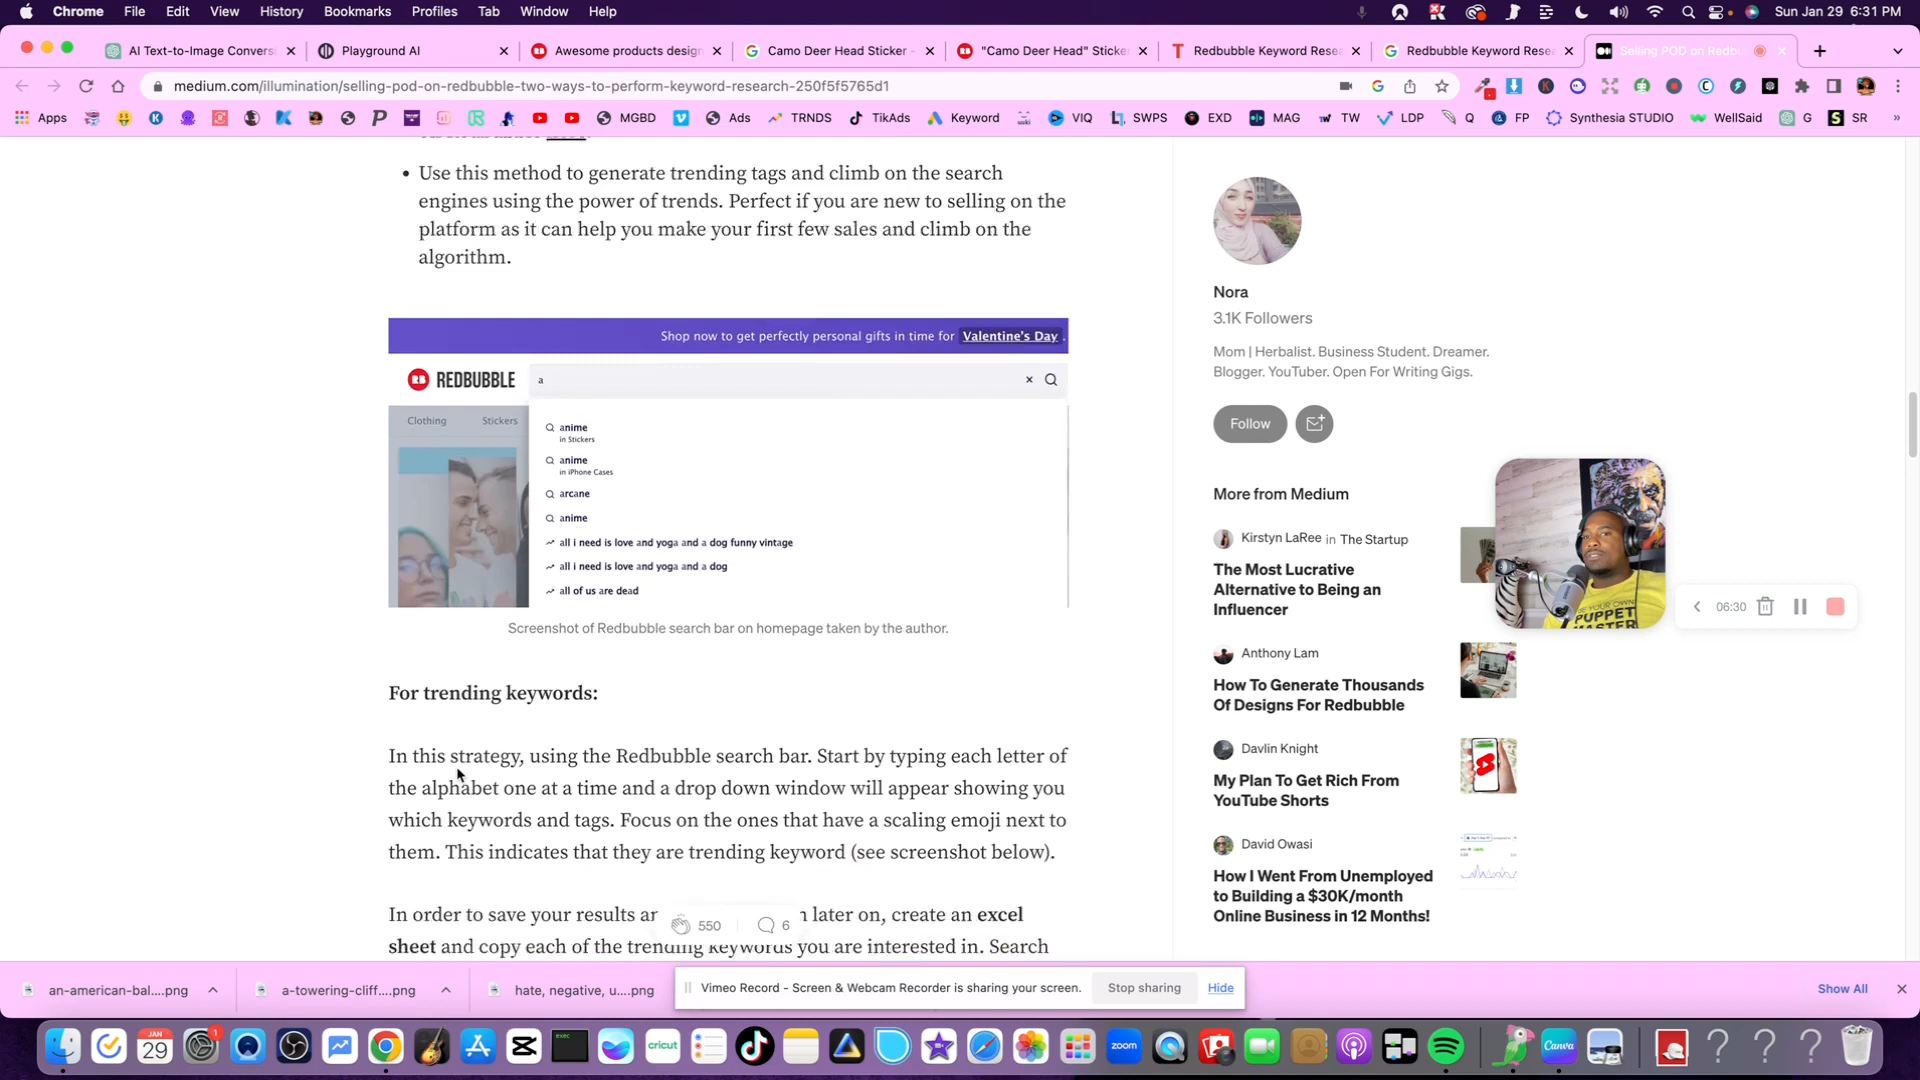 Chrome File Edit View History Bookmarks Profiles Tab Window Help Sun Jan 29 6:31 PM
AI Text-to-Image Convers Playground AI Awesome products design Camo Deer Head Sticker - "Camo Deer Head" Sticke Redbubble Keyword Rese Redbubble Keyword Rese Selling POD on Redbu
medium.com/illumination/selling-pod-on-redbubble-two-ways-to-perform-keyword-research-250f5f5765d1
Apps MGBD Ads TRNDS TikAds Keyword VIQ SWPS EXD MAG TW LDP Q FP Synthesia STUDIO WellSaid G SR
• Use this method to generate trending tags and climb on the search
engines using the power of trends. Perfect if you are new to selling on the
platform as it can help you make your first few sales and climb on the
algorithm.
Shop now to get perfectly personal gifts in time for Valentine's Day .
REDBUBBLE a
Clothing Stickers
anime
in Stickers
anime
in iPhone Cases
arcane
anime
all i need is love and yoga and a dog funny vintage
all i need is love and yoga and a dog
all of us are dead
Screenshot of Redbubble search bar on homepage taken by the author.
For trending keywords:
In this strategy, using the Redbubble search bar. Start by typing each letter of
the alphabet one at a time and a drop down window will appear showing you
which keywords and tags. Focus on the ones that have a scaling emoji next to
them. This indicates that they are trending keyword (see screenshot below).
In order to save your results an later on, create an excel
sheet and copy each of the trending keywords you are interested in. Search
550 6
Nora
3.1K Followers
Mom | Herbalist. Business Student. Dreamer.
Blogger. YouTuber. Open For Writing Gigs.
Follow
More from Medium
Kirstyn LaRee in The Startup
The Most Lucrative
Alternative to Being an
Influencer
Anthony Lam
How To Generate Thousands
Of Designs For Redbubble
Davlin Knight
My Plan To Get Rich From
YouTube Shorts
David Owasi
How I Went From Unemployed
to Building a $30K/month
Online Business in 12 Months!
PUPPET
06:30
an-american-bal....png a-towering-cliff....png hate, negative, u....png
Vimeo Record - Screen & Webcam Recorder is sharing your screen. Stop sharing Hide
Show All
JAN
29
1
exec
cricut
zoom
Canva